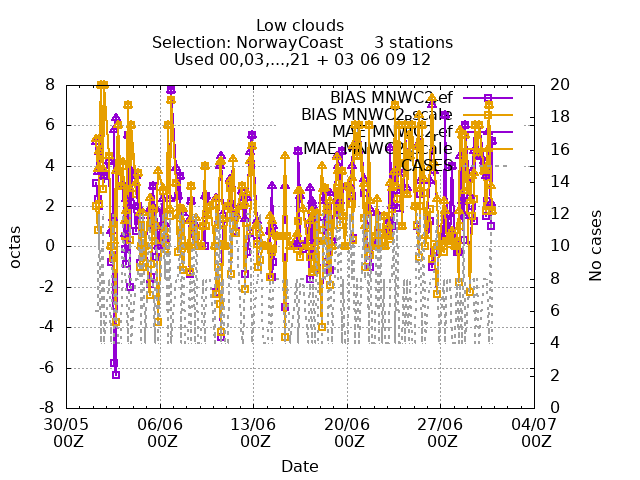 Low clouds
Selection: NorwayCoast 3 stations
Used 00,03,...,21 + 03 06 09 12
8 20
BIAS MNWC2 ef
18
6 BIAS MNWC2 scale
MAE MNWC2 ef
16
MAE MNWC2 scale
4 CASES
14
2 12
octas
No cases
0 10
-2 8
6
-4 4
-6 2
-8 0
30/05 06/06 13/06 20/06 27/06 04/07
00Z 00Z 00Z 00Z 00Z 00Z
Date